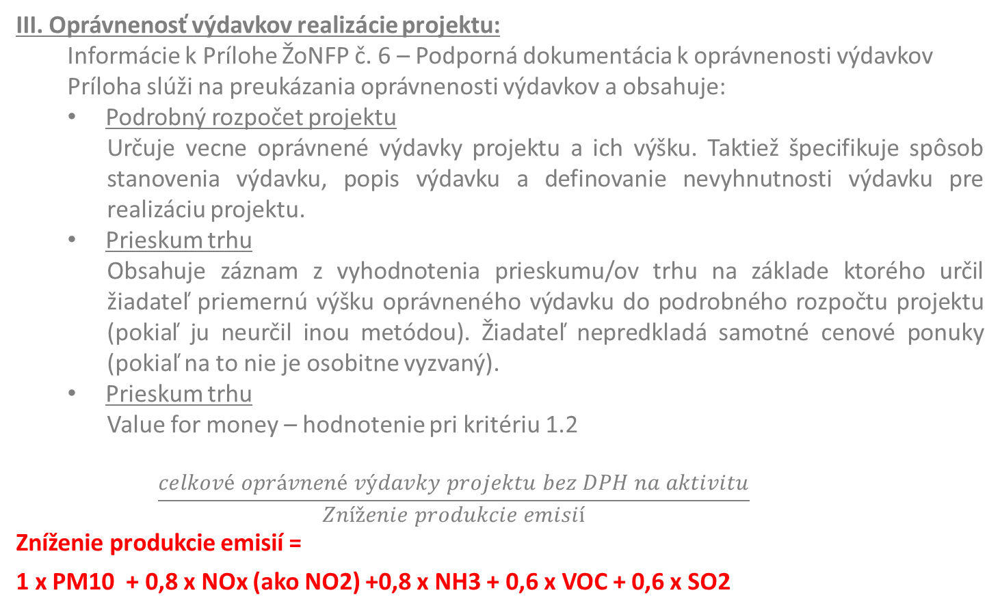 III. Oprávnenosť výdavkov realizácie projektu:
Informácie k Prílohe ŽoNFP č. 6 – Podporná dokumentácia k oprávnenosti výdavkov
Príloha slúži na preukázania oprávnenosti výdavkov a obsahuje:
• Podrobný rozpočet projektu
Určuje vecne oprávnené výdavky projektu a ich výšku. Taktiež špecifikuje spôsob
stanovenia výdavku, popis výdavku a definovanie nevyhnutnosti výdavku pre
realizáciu projektu.
• Prieskum trhu
Obsahuje záznam z vyhodnotenia prieskumu/ov trhu na základe ktorého určil
žiadateľ priemernú výšku oprávneného výdavku do podrobného rozpočtu projektu
(pokiaľ ju neurčil inou metódou). Žiadateľ nepredkladá samotné cenové ponuky
(pokiaľ na to nie je osobitne vyzvaný).
• Prieskum trhu
Value for money – hodnotenie pri kritériu 1.2
celkové oprávnené výdavky projektu bez DPH na aktivitu
Zníženie produkcie emisií
Zníženie produkcie emisií =
1 x PM10 + 0,8 x NOx (ako NO2) +0,8 x NH3 + 0,6 x VOC + 0,6 x SO2